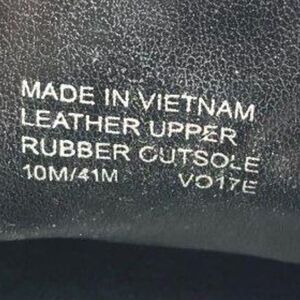 MADE IN VIETNAM
LEATHER UPPER
RUBBER OUTSOLE
10M/41M VO17E